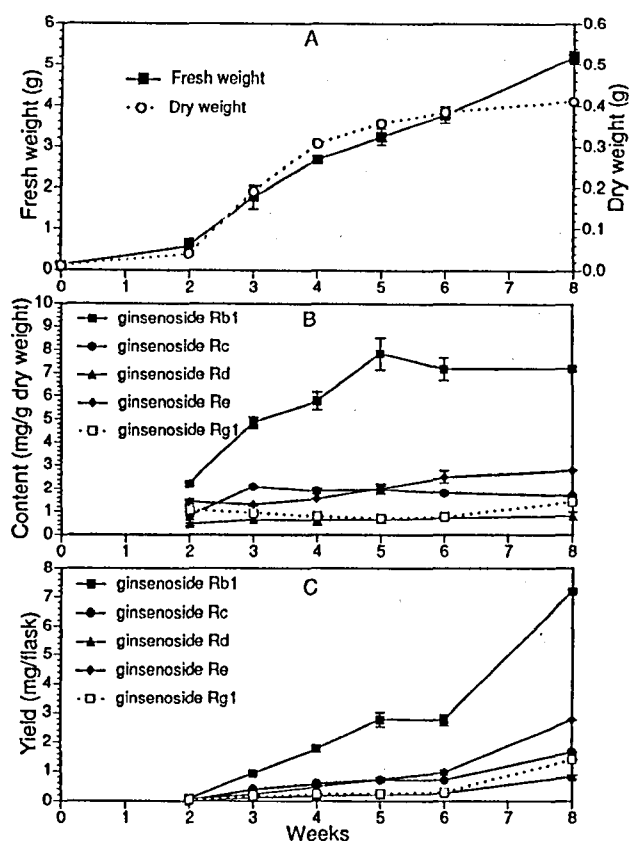 A
Fresh weight (g)
Dry weight (g)
6
5
4
3
2
1
0
0.6
0.5
0.4
0.3
0.2
0.1
0.0
Fresh weight
Dry weight
0 1 2 3 4 5 6 7 8
B
Content (mg/g dry weight)
10
9
8
7
6
5
4
3
2
1
0
ginsenoside Rb1
ginsenoside Rc
ginsenoside Rd
ginsenoside Re
ginsenoside Rg1
0 1 2 3 4 5 6 7 8
C
Yield (mg/flask)
8
7
6
5
4
3
2
1
0
ginsenoside Rb1
ginsenoside Rc
ginsenoside Rd
ginsenoside Re
ginsenoside Rg1
0 1 2 3 4 5 6 7 8
Weeks